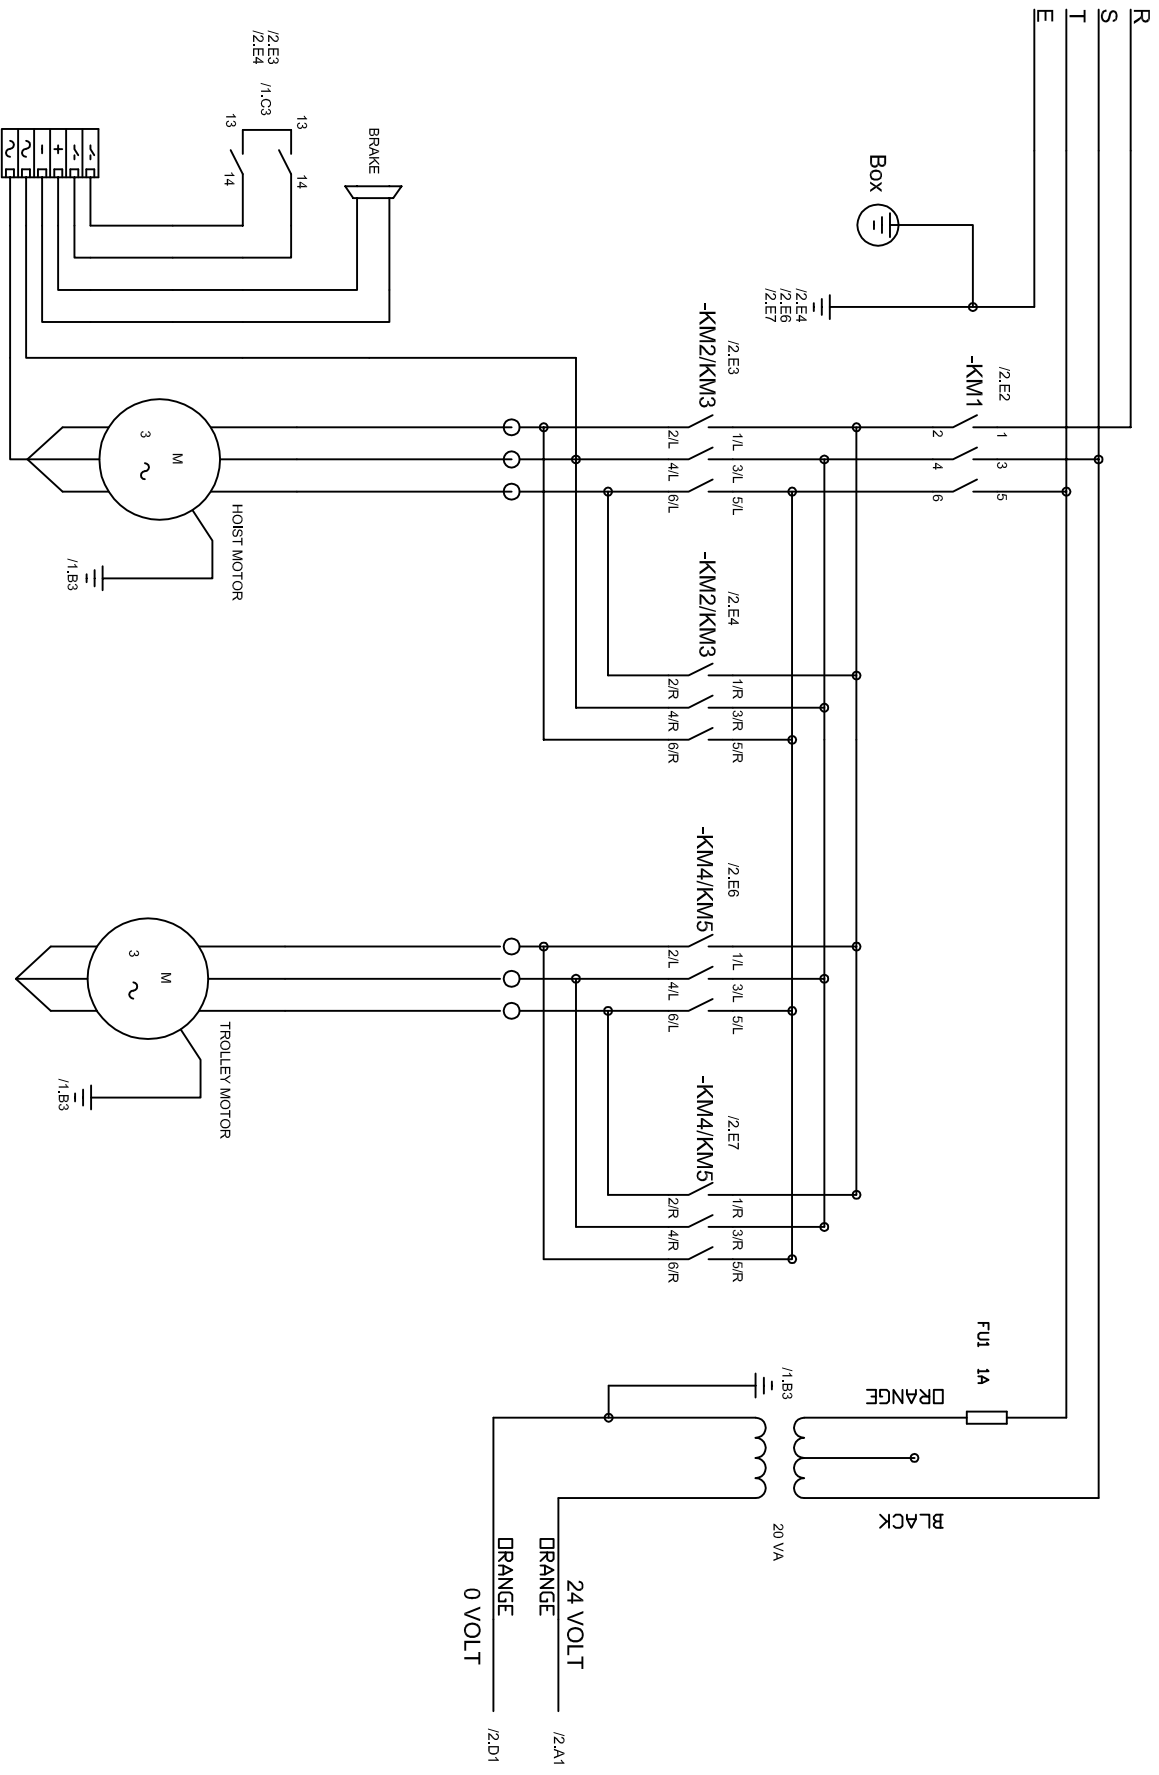 R
S
T
E
Box
/2.E4
/2.E6
/2.E7
/2.E2
-KM1
1
3
5
2
4
6
/2.E3
-KM2/KM3
1/L
3/L
5/L
2/L
4/L
6/L
/2.E4
-KM2/KM3
1/R
3/R
5/R
2/R
4/R
6/R
/2.E6
-KM4/KM5
1/L
3/L
5/L
2/L
4/L
6/L
/2.E7
-KM4/KM5
1/R
3/R
5/R
2/R
4/R
6/R
FU1 1A
ORANGE
BLACK
/1.B3
20 VA
24 VOLT
ORANGE
/2.A1
ORANGE
0 VOLT
/2.D1
BRAKE
/2.E3
/2.E4
/1.C3
13
14
13
14
+
-
~
~
M
3
~
HOIST MOTOR
/1.B3
M
3
~
TROLLEY MOTOR
/1.B3